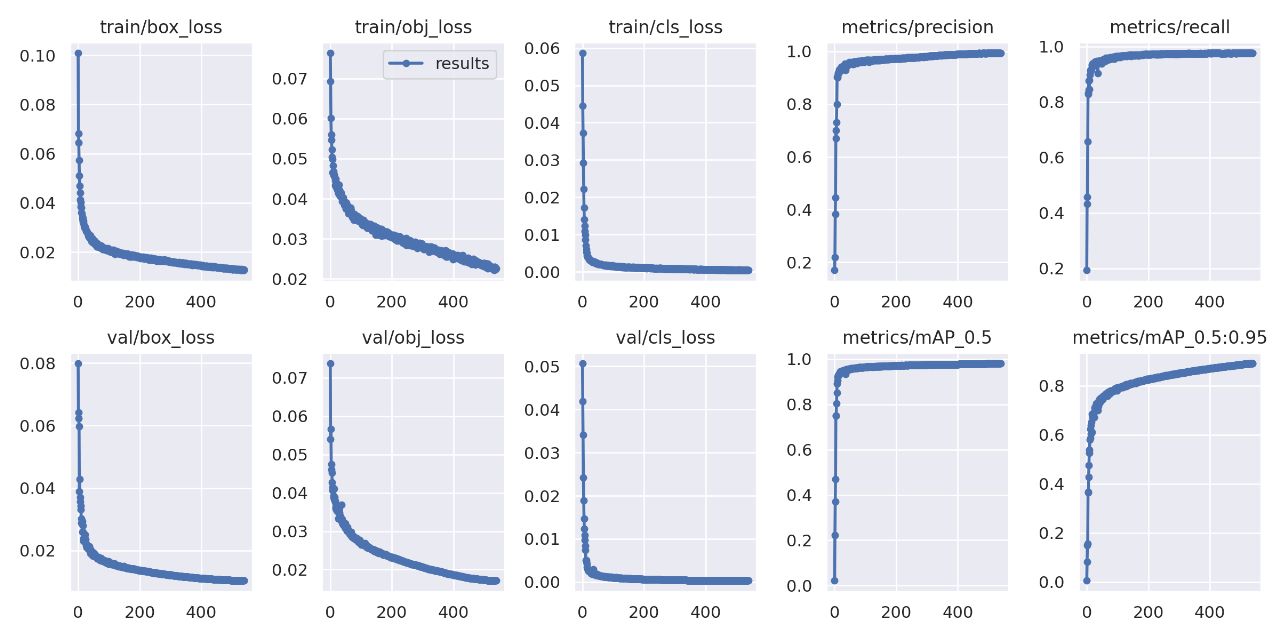 train/box_loss
0.10
0.08
0.06
0.04
0.02
0 200 400
train/obj_loss
results
0.07
0.06
0.05
0.04
0.03
0.02
0 200 400
train/cls_loss
0.06
0.05
0.04
0.03
0.02
0.01
0.00
0 200 400
metrics/precision
1.0
0.8
0.6
0.4
0.2
0 200 400
metrics/recall
1.0
0.8
0.6
0.4
0.2
0 200 400
val/box_loss
0.08
0.06
0.04
0.02
0 200 400
val/obj_loss
0.07
0.06
0.05
0.04
0.03
0.02
0 200 400
val/cls_loss
0.05
0.04
0.03
0.02
0.01
0.00
0 200 400
metrics/mAP_0.5
1.0
0.8
0.6
0.4
0.2
0.0
0 200 400
metrics/mAP_0.5:0.95
0.8
0.6
0.4
0.2
0.0
0 200 400